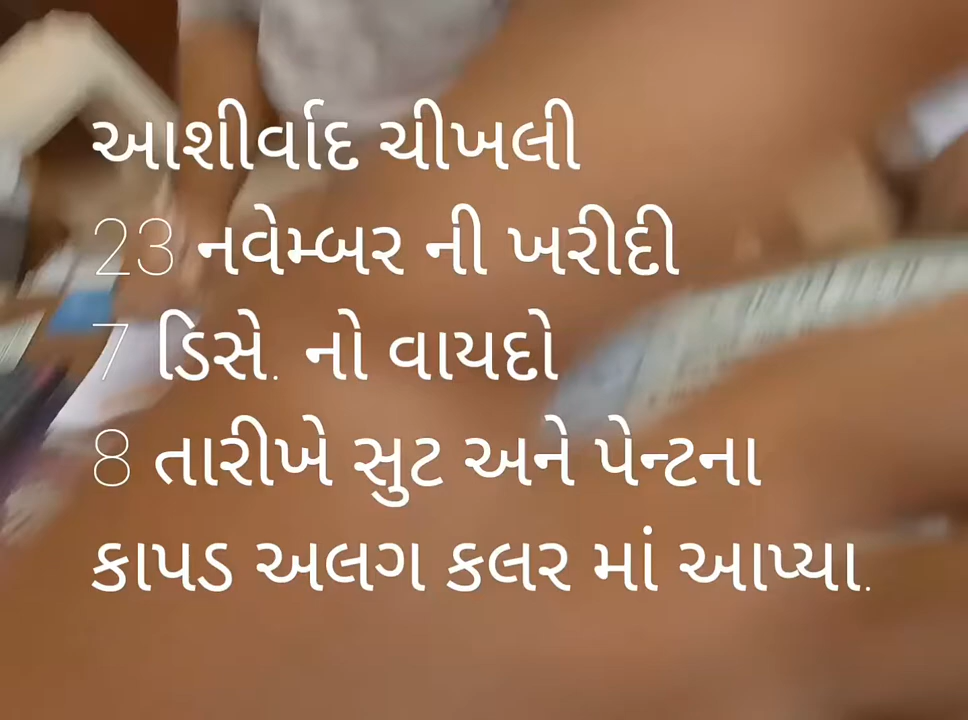 આશીર્વાદ ચીખલી
23 નવેમ્બર ની ખરીદી
7 ડિસે. નો વાયદો
8 તારીખે સુટ અને પેન્ટના
કાપડ અલગ કલર માં આપ્યા.